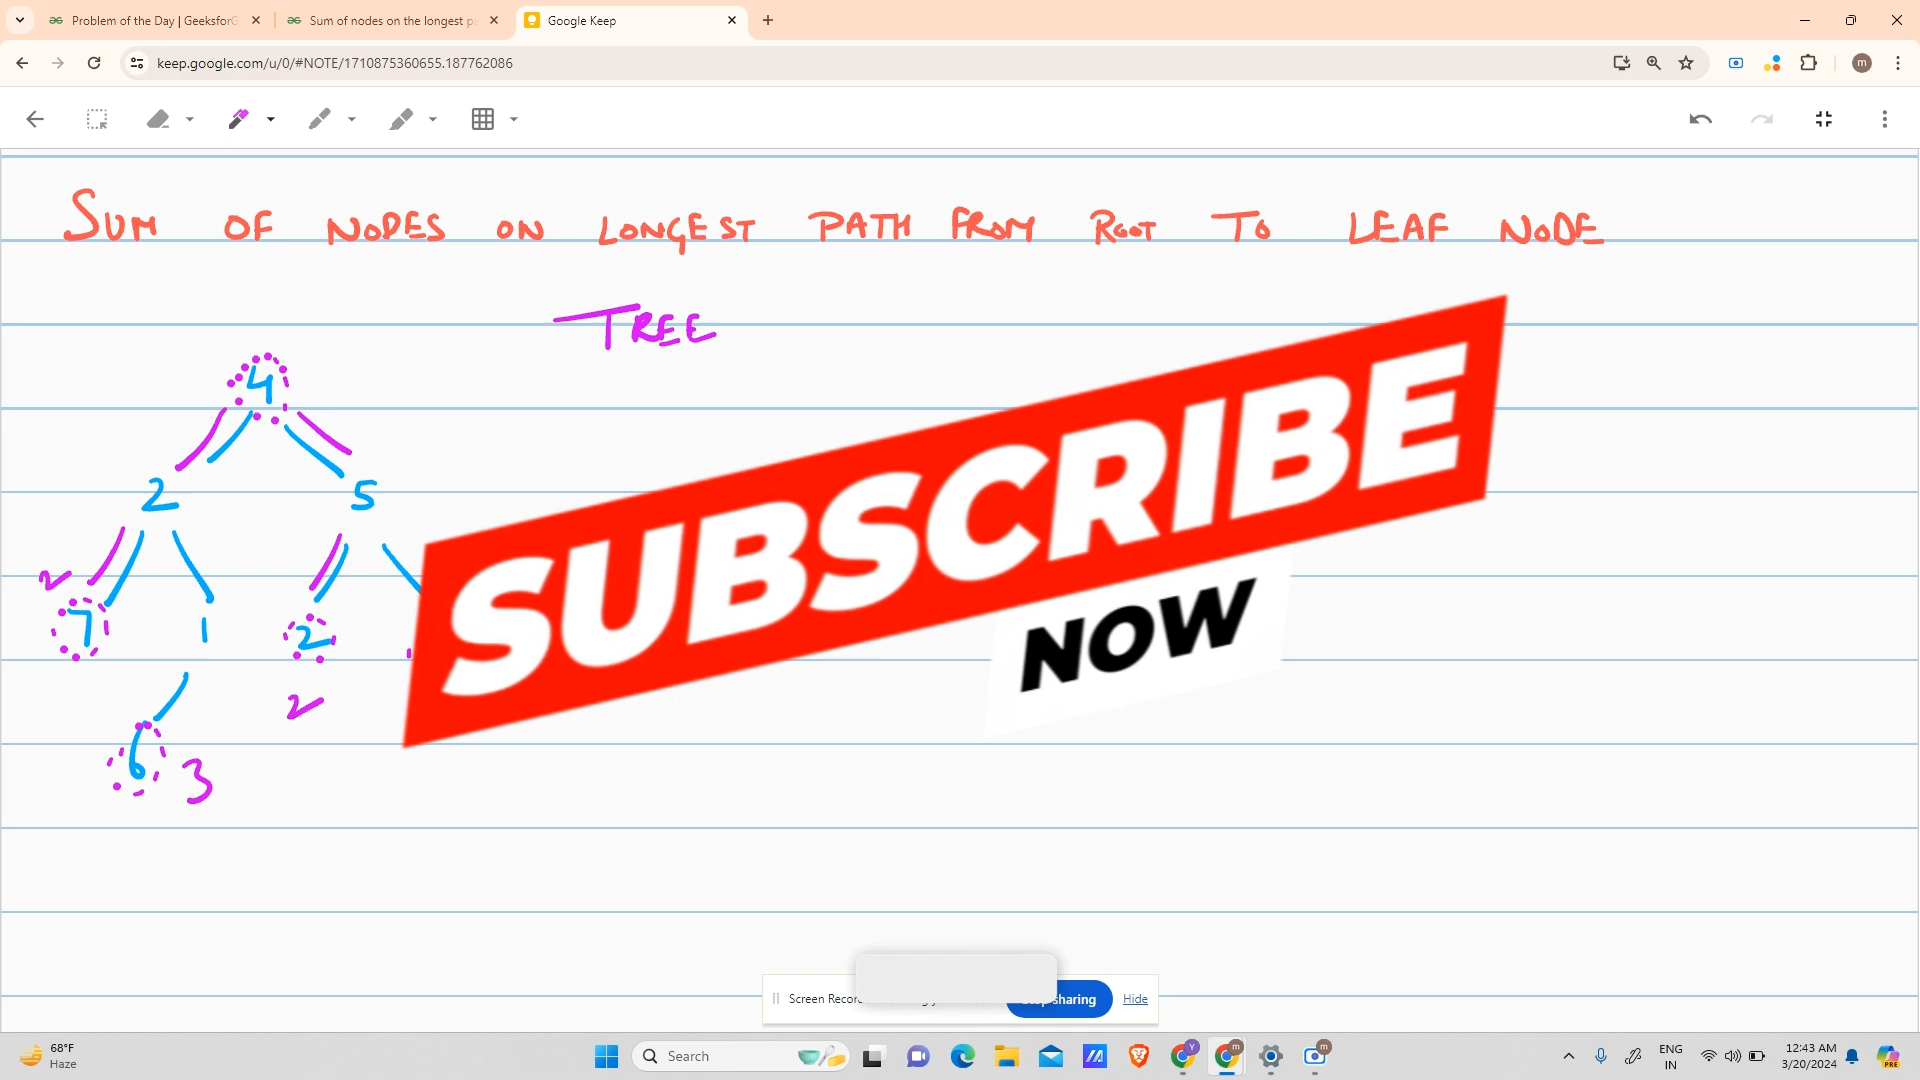 Problem of the Day | GeeksforG
Sum of nodes on the longest pa
Google Keep
keep.google.com/u/0/#NOTE/1710875360655.187762086
m
SUM OF NODES ON LONGEST PATH FROM ROOT TO LEAF NODE
TREE
4
2 5
2
7 1 2
2
6 3
SUBSCRIBE
NOW
Screen Recor sharing Hide
68°F
Haze
Search
ENG
IN
12:43 AM
3/20/2024